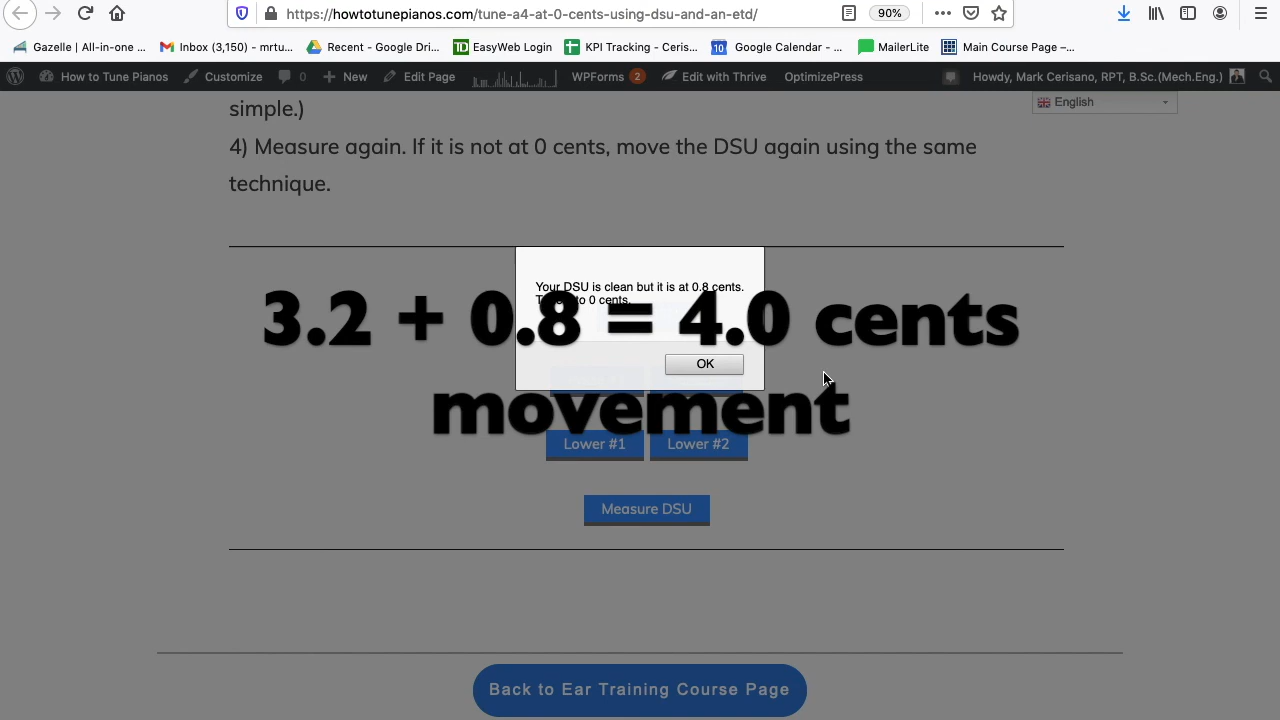 https://howtotunepianos.com/tune-a4-at-0-cents-using-dsu-and-an-etd/
90%
Gazelle | All-in-one ...
Inbox (3,150) - mrtu...
Recent - Google Dri...
TD EasyWeb Login
KPI Tracking - Ceris...
10 Google Calendar - ...
MailerLite
Main Course Page –...
How to Tune Pianos
Customize
0
New
Edit Page
WPForms 2
Edit with Thrive
OptimizePress
Howdy, Mark Cerisano, RPT, B.Sc.(Mech.Eng.)
English
simple.)
4) Measure again. If it is not at 0 cents, move the DSU again using the same
technique.
Your DSU is clean but it is at 0.8 cents.
to 0 cents.
3.2 + 0.8 = 4.0 cents
movement
OK
Lower #1
Lower #2
Measure DSU
Back to Ear Training Course Page